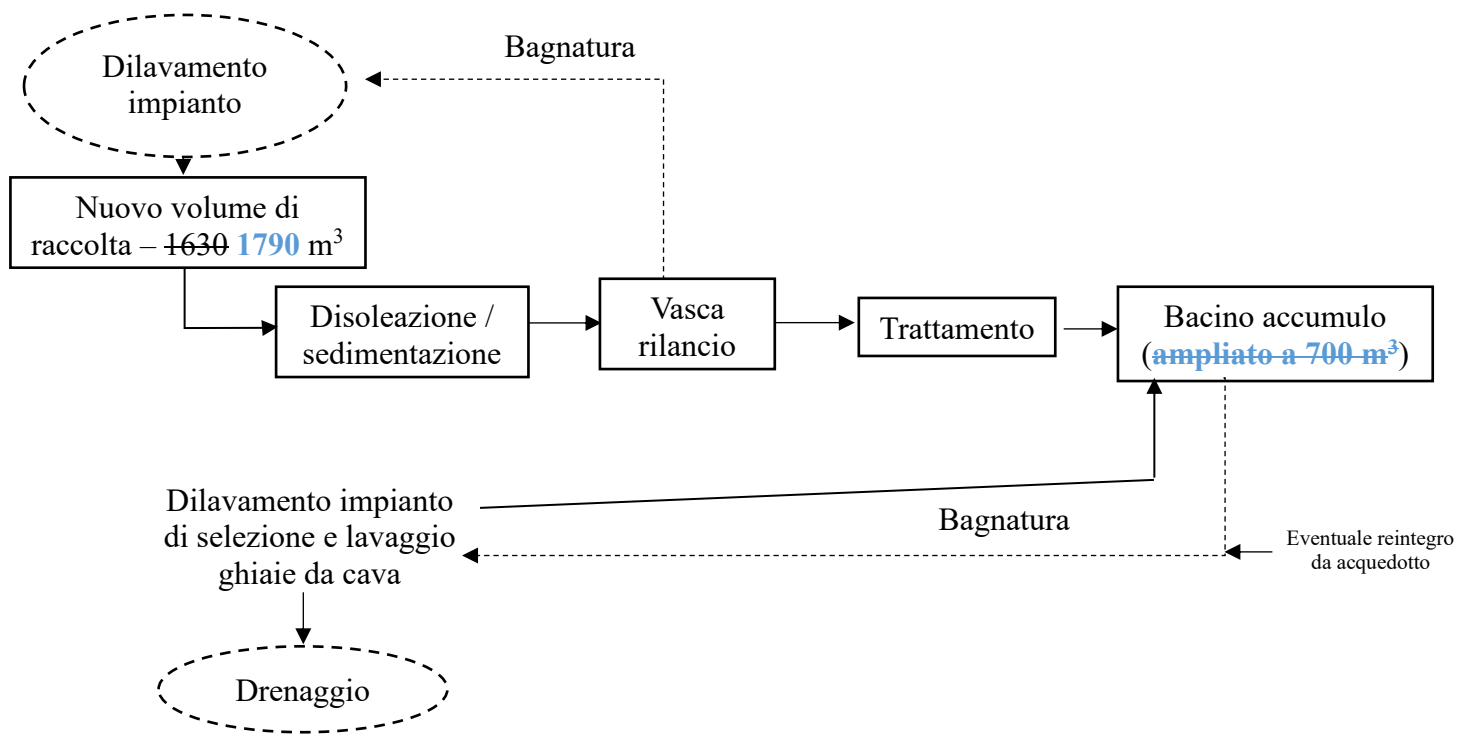 Bagnatura
Dilavamento
impianto
Nuovo volume di
raccolta – 1630 1790 m³
Disoleazione /
sedimentazione
Vasca
rilancio
Trattamento
Bacino accumulo
(ampliato a 700 m³)
Dilavamento impianto
di selezione e lavaggio
ghiaie da cava
Bagnatura
Eventuale reintegro
da acquedotto
Drenaggio